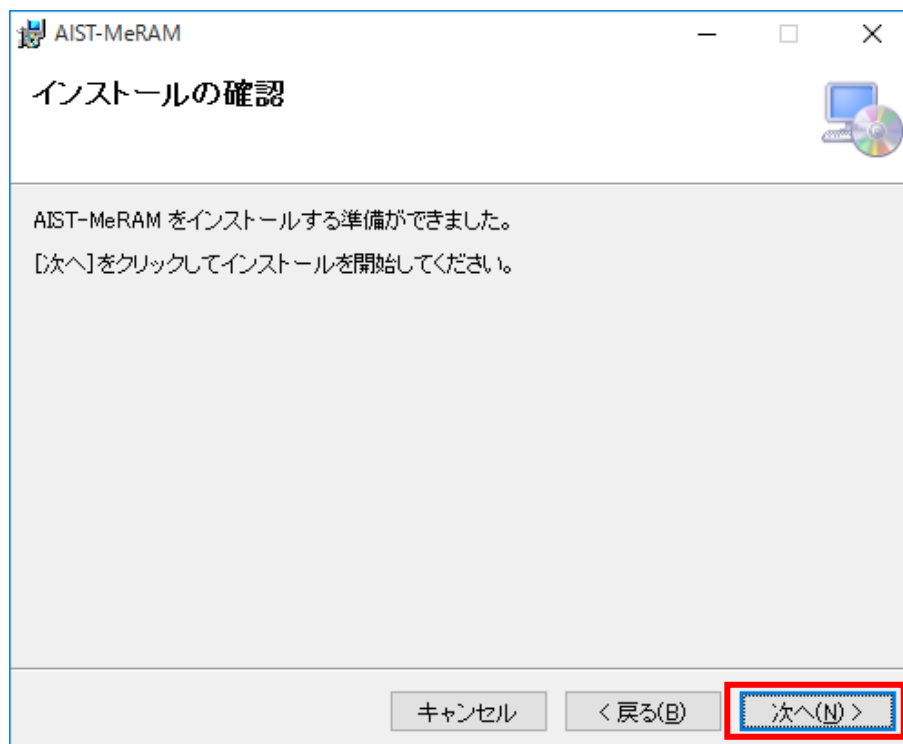 AIST-MeRAM
インストールの確認
AIST-MeRAM をインストールする準備ができました。
[次へ]をクリックしてインストールを開始してください。
キャンセル
< 戻る(B)
次へ(N) >